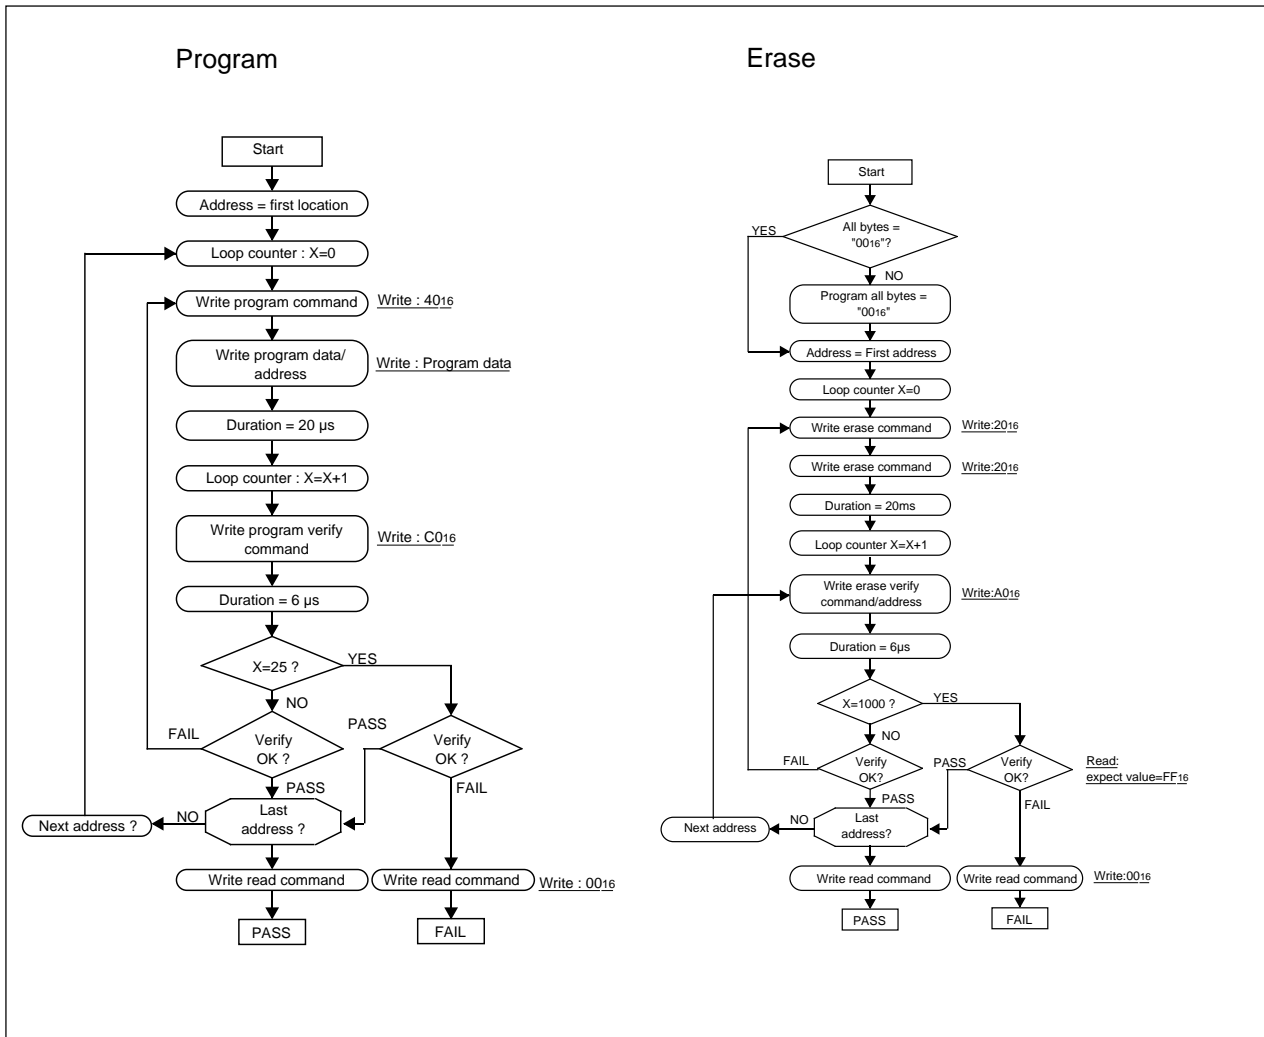 Program
Start
Address = first location
Loop counter : X=0
Write program command
Write : 4016
Write program data/
address
Write : Program data
Duration = 20 µs
Loop counter : X=X+1
Write program verify
command
Write : C016
Duration = 6 µs
X=25 ?
YES
NO
FAIL
Verify
OK ?
PASS
Verify
OK ?
PASS
FAIL
Next address ?
NO
Last
address ?
Write read command
Write read command
Write : 0016
PASS
FAIL
Erase
Start
YES
All bytes =
"0016"?
NO
Program all bytes =
"0016"
Address = First address
Loop counter X=0
Write erase command
Write:2016
Write erase command
Write:2016
Duration = 20ms
Loop counter X=X+1
Write erase verify
command/address
Write:A016
Duration = 6µs
X=1000 ?
YES
NO
FAIL
Verify
OK?
PASS
Verify
OK?
Read:
expect value=FF16
PASS
FAIL
Next address
NO
Last
address?
Write read command
Write read command
Write:0016
PASS
FAIL